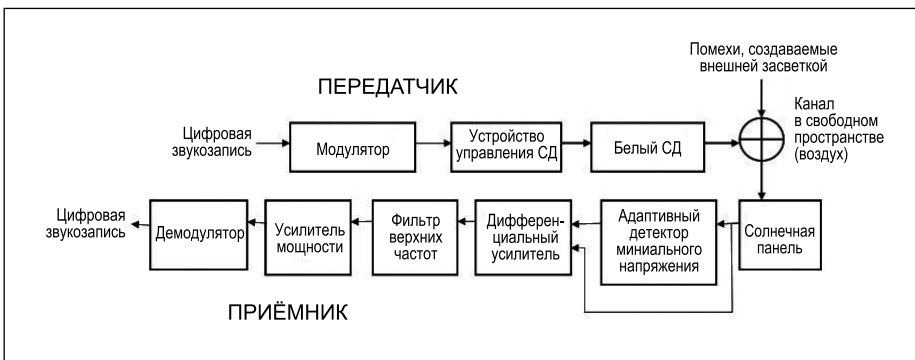 Помехи, создаваемые
внешней засветкой
ПЕРЕДАТЧИК
Канал
в свободном
пространстве
(воздух)
Цифровая
звукозапись
Модулятор
Устройство
управления СД
Белый СД
Цифровая
звукозапись
Демодулятор
Усилитель
мощности
Фильтр
верхних
частот
Дифферен-
циальный
усилитель
Адаптивный
детектор
миниального
напряжения
Солнечная
панель
ПРИЁМНИК